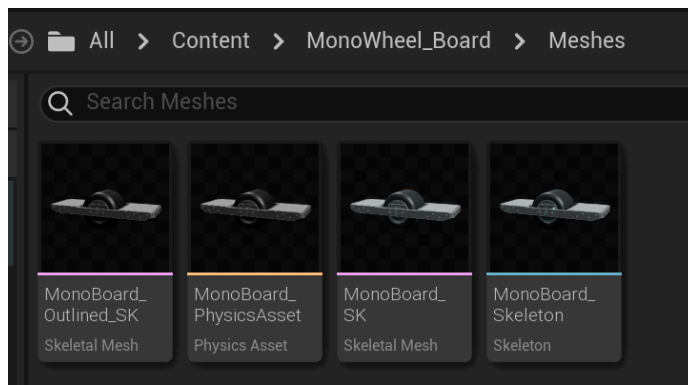 All > Content > MonoWheel_Board > Meshes
Search Meshes
MonoBoard_
Outlined_SK
Skeletal Mesh
MonoBoard_
PhysicsAsset
Physics Asset
MonoBoard_
SK
Skeletal Mesh
MonoBoard_
Skeleton
Skeleton